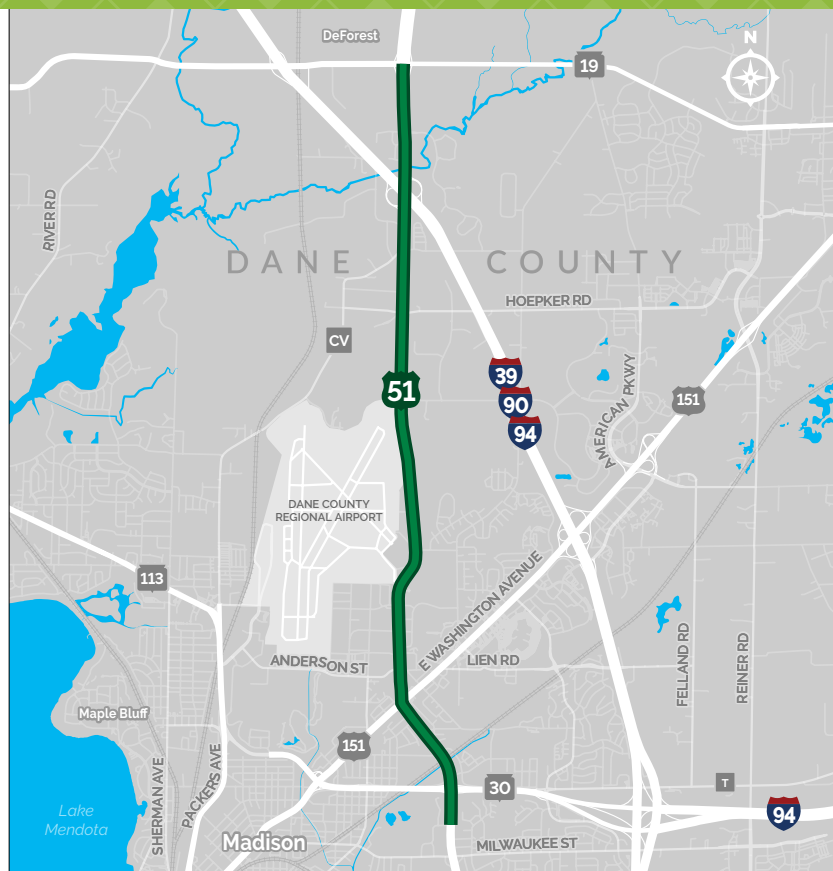 DeForest
N
19
RIVER RD
DANE COUNTY
HOEPKER RD
CV
39
90
94
51
151
AMERICAN PKWY
DANE COUNTY
REGIONAL AIRPORT
113
E WASHINGTON AVENUE
ANDERSON ST
LIEN RD
FELLAND RD
REINER RD
Maple Bluff
151
SHERMAN AVE
PACKERS AVE
30
T
94
Lake
Mendota
Madison
MILWAUKEE ST